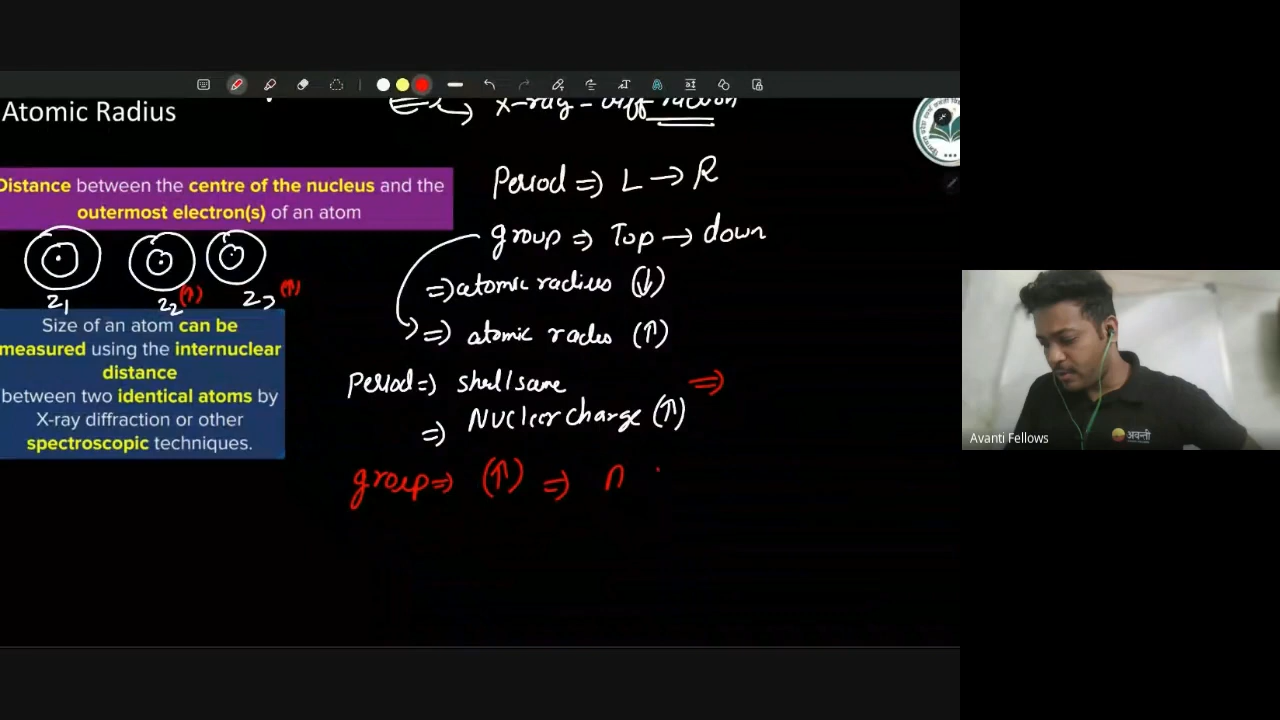 Atomic Radius
X-ray - Diffraction
Distance between the centre of the nucleus and the
outermost electron(s) of an atom
Z1 Z2 (↑) Z3 (↑)
Size of an atom can be
measured using the internuclear
distance
between two identical atoms by
X-ray diffraction or other
spectroscopic techniques.
Period ⇒ L → R
group ⇒ Top → down
⇒ atomic radius (↓)
⇒ atomic radus (↑)
Period ⇒ shell same ⇒
⇒ Nucleer charge (↑)
group ⇒ (↑) ⇒ n
Avanti Fellows
अवन्ती